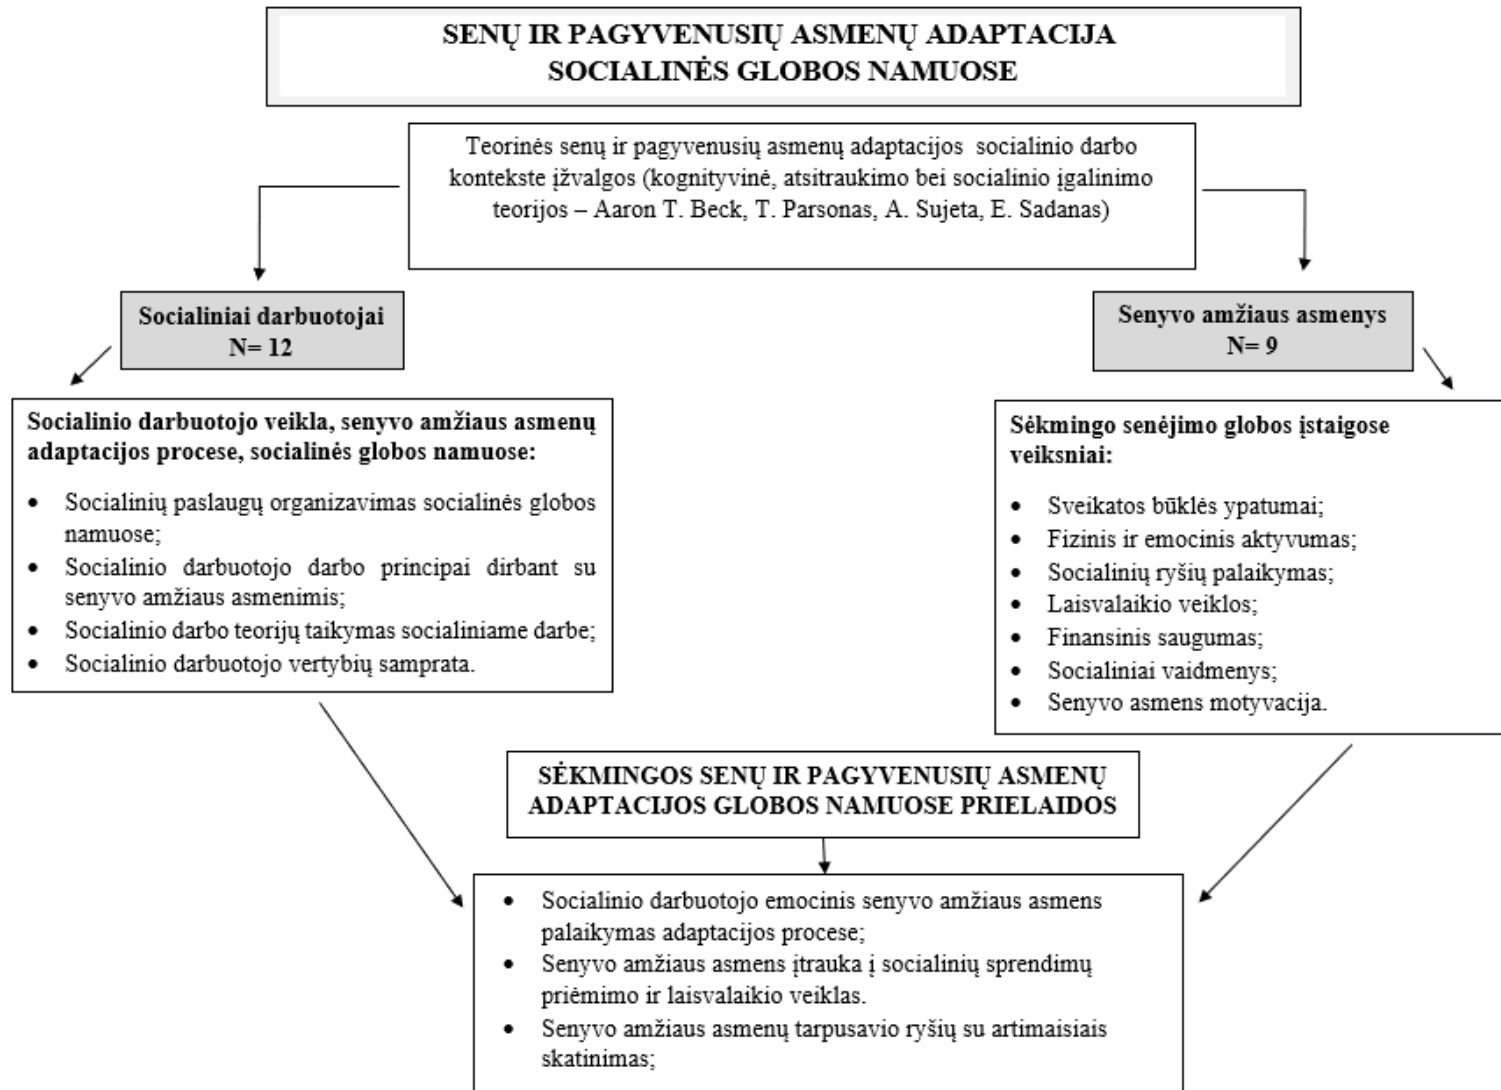 SENŲ IR PAGYVENUSIŲ ASMENŲ ADAPTACIJA
SOCIALINĖS GLOBOS NAMUOSE
Teorinės senų ir pagyvenusių asmenų adaptacijos socialinio darbo
kontekste įžvalgos (kognityvinė, atsitraukimo bei socialinio įgalinimo
teorijos – Aaron T. Beck, T. Parsonas, A. Sujeta, E. Sadanas)
Socialiniai darbuotojai
N= 12
Senyvo amžiaus asmenys
N= 9
Socialinio darbuotojo veikla, senyvo amžiaus asmenų
adaptacijos procese, socialinės globos namuose:
• Socialinių paslaugų organizavimas socialinės globos
namuose;
• Socialinio darbuotojo darbo principai dirbant su
senyvo amžiaus asmenimis;
• Socialinio darbo teorijų taikymas socialiniame darbe;
• Socialinio darbuotojo vertybių samprata.
Sėkmingo senėjimo globos įstaigose
veiksniai:
• Sveikatos būklės ypatumai;
• Fizinis ir emocinis aktyvumas;
• Socialinių ryšių palaikymas;
• Laisvalaikio veiklos;
• Finansinis saugumas;
• Socialiniai vaidmenys;
• Senyvo asmens motyvacija.
SĖKMINGOS SENŲ IR PAGYVENUSIŲ ASMENŲ
ADAPTACIJOS GLOBOS NAMUOSE PRIELAIDOS
• Socialinio darbuotojo emocinis senyvo amžiaus asmens
palaikymas adaptacijos procese;
• Senyvo amžiaus asmens įtrauka į socialinių sprendimų
priėmimo ir laisvalaikio veiklas.
• Senyvo amžiaus asmenų tarpusavio ryšių su artimaisiais
skatinimas;